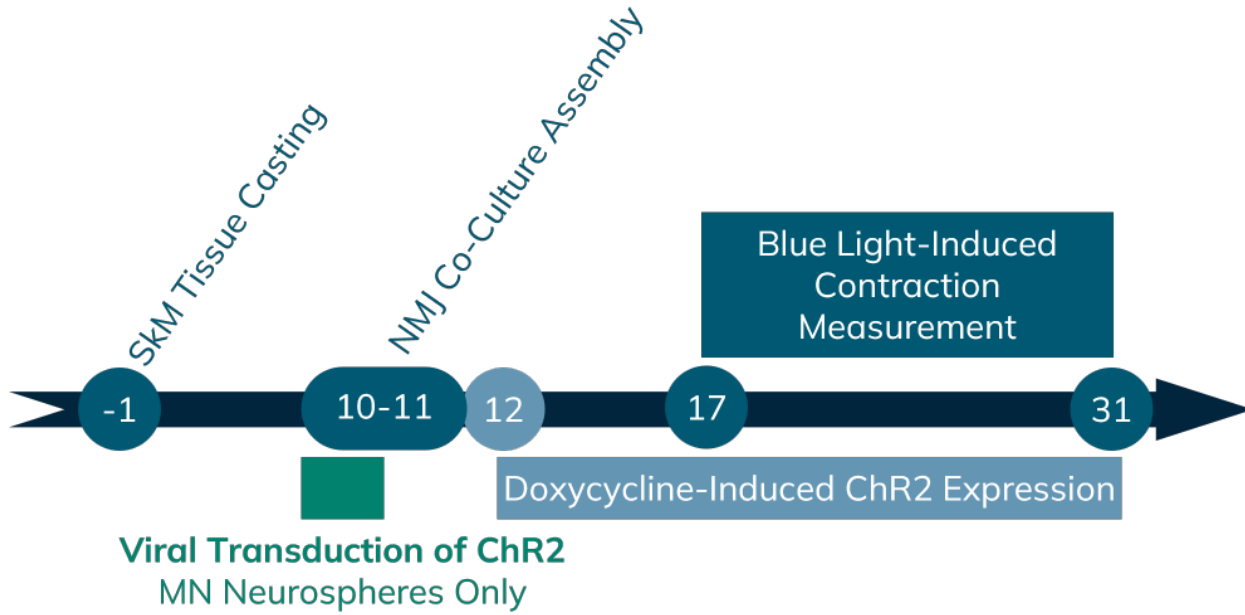 SkM Tissue Casting
NMJ Co-Culture Assembly
Blue Light-Induced
Contraction
Measurement
-1
10-11
12
17
31
Doxycycline-Induced ChR2 Expression
Viral Transduction of ChR2
MN Neurospheres Only